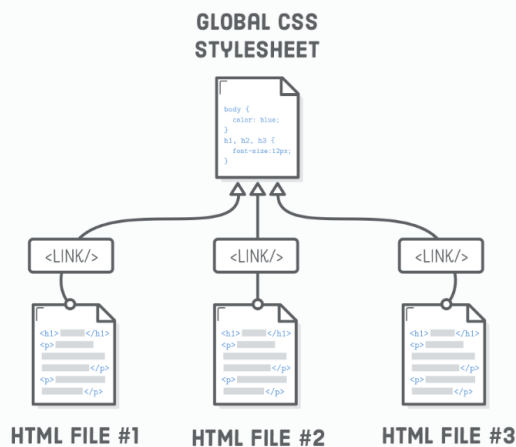 GLOBAL CSS
STYLESHEET
body {
color: blue;
}
h1, h2, h3 {
font-size:12px;
}
<LINK/>
<LINK/>
<LINK/>
<h1> </h1>
<p>
</p>
<p>
</p>
<h1> </h1>
<p>
</p>
<p>
</p>
<h1> </h1>
<p>
</p>
<p>
</p>
HTML FILE #1
HTML FILE #2
HTML FILE #3